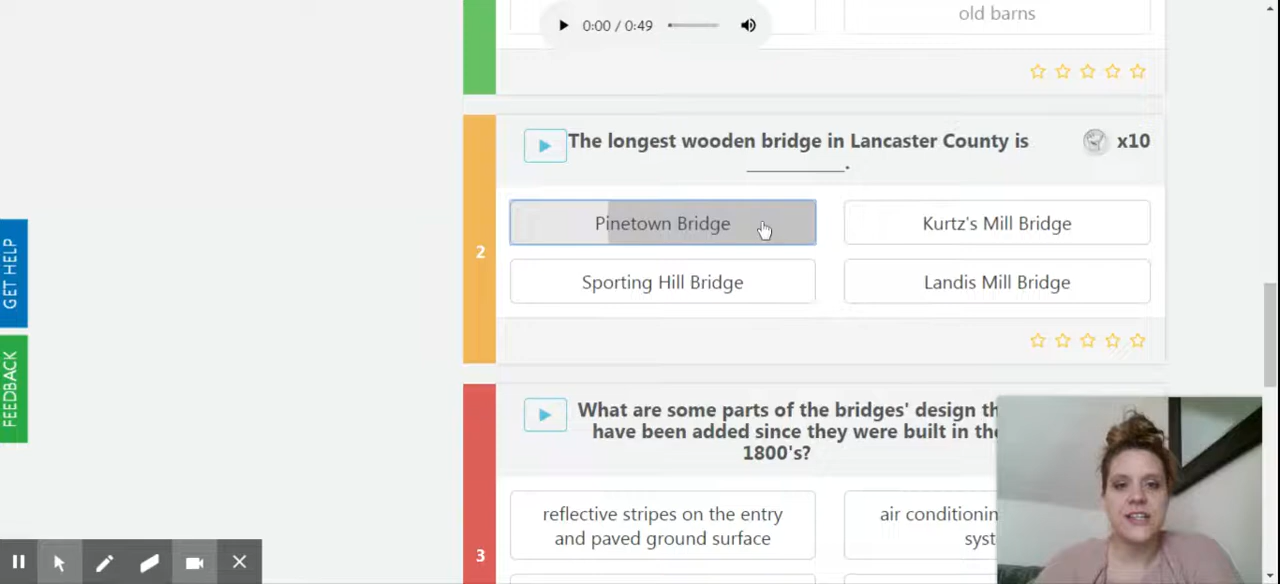 0:00 / 0:49
old barns
The longest wooden bridge in Lancaster County is
__________.
x10
2
Pinetown Bridge
Kurtz's Mill Bridge
Sporting Hill Bridge
Landis Mill Bridge
GET HELP
FEEDBACK
What are some parts of the bridges' design th
have been added since they were built in the
1800's?
3
reflective stripes on the entry
and paved ground surface
air conditionin
syst